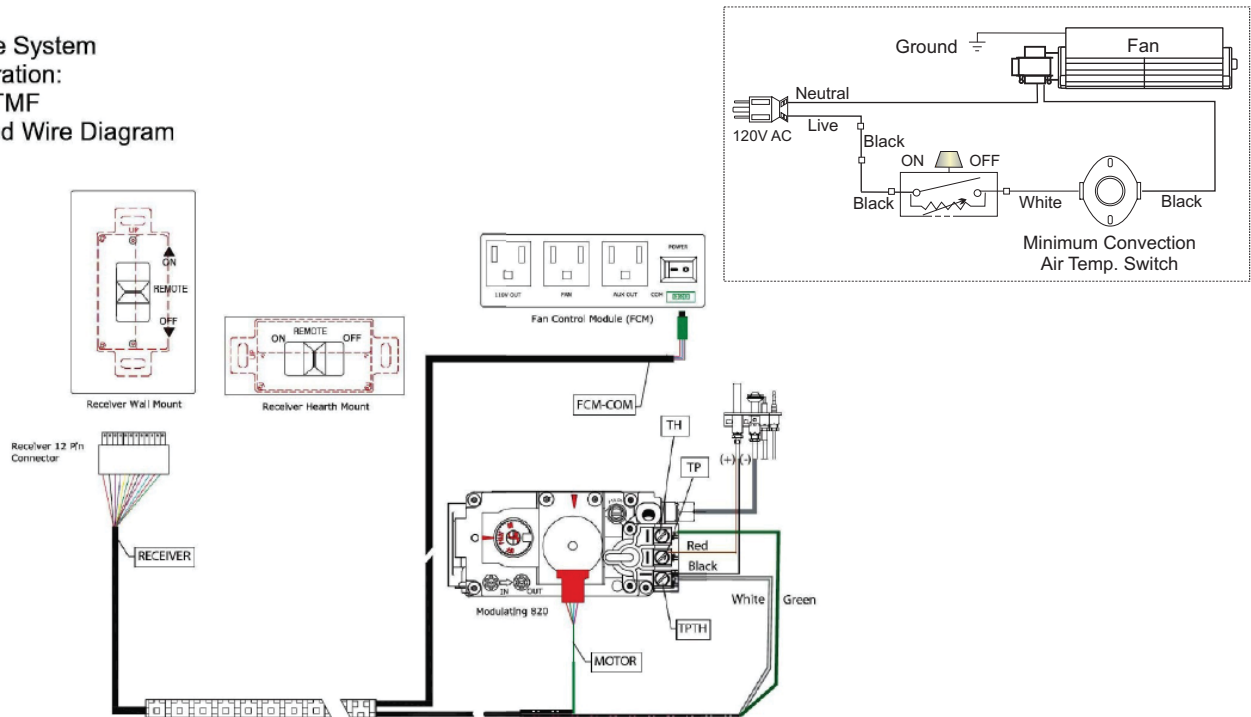 e System
ration:
TMF
d Wire Diagram
Ground
Fan
Neutral
Live
120V AC
Black
ON
OFF
Black
White
Black
Minimum Convection
Air Temp. Switch
UP
ON
REMOTE
OFF
Receiver Wall Mount
UP
ON
REMOTE
OFF
Receiver Hearth Mount
POWER
110V OUT
FAN
AUX OUT
COM
Fan Control Module (FCM)
FCM-COM
Receiver 12 Pin
Connector
RECEIVER
TH
TP
(+)
(-)
Red
Black
White
Green
IN
OUT
Modulating 820
TPTH
MOTOR